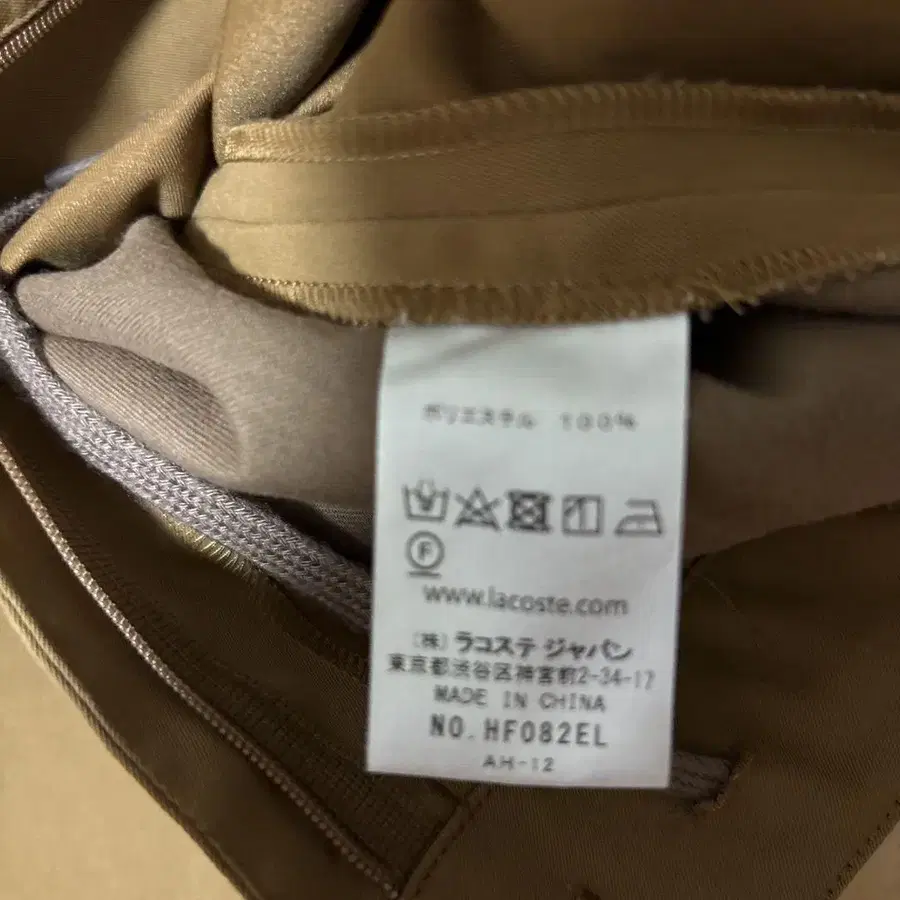 ポリエステル 100%
F
www.lacoste.com
(株) ラコステ ジャパン
東京都渋谷区神宮前2-34-17
MADE IN CHINA
NO. HF082EL
AH-12